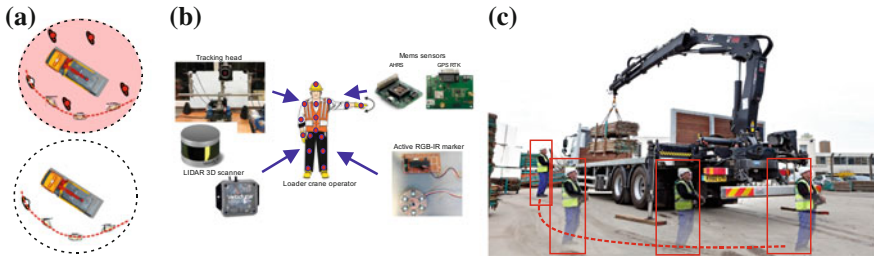 (a)
(b)
(c)
Tracking head
Mems sensors
AHRS
GPS RTK
LIDAR 3D scanner
Loader crane operator
Active RGB-IR marker